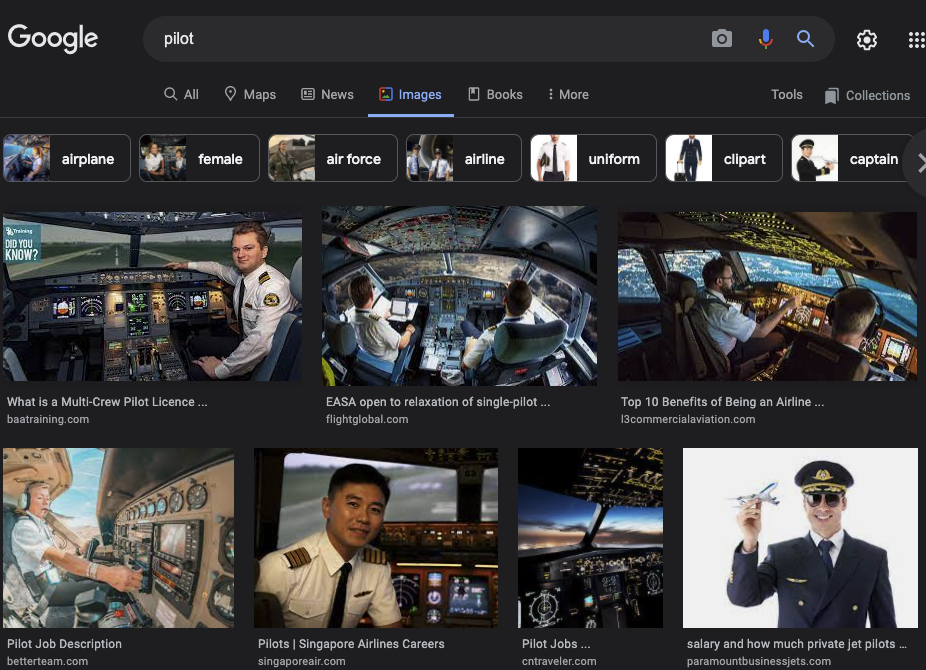 Google
pilot
All Maps News Images Books More Tools Collections
airplane female air force airline uniform clipart captain
Training
DID YOU
KNOW?
What is a Multi-Crew Pilot Licence ...
baatraining.com
EASA open to relaxation of single-pilot ...
flightglobal.com
Top 10 Benefits of Being an Airline ...
l3commercialaviation.com
Pilot Job Description
betterteam.com
Pilots | Singapore Airlines Careers
singaporeair.com
Pilot Jobs ...
cntraveler.com
salary and how much private jet pilots ...
paramountbusinessjets.com